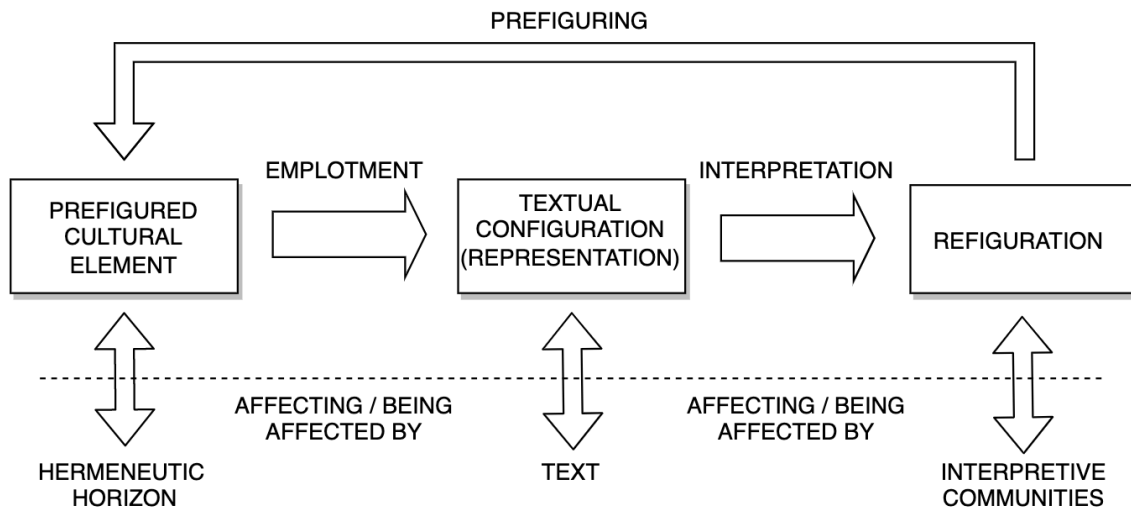 PREFIGURING
EMPLOTMENT
INTERPRETATION
PREFIGURED
CULTURAL
ELEMENT
TEXTUAL
CONFIGURATION
(REPRESENTATION)
REFIGURATION
AFFECTING / BEING
AFFECTED BY
AFFECTING / BEING
AFFECTED BY
HERMENEUTIC
HORIZON
TEXT
INTERPRETIVE
COMMUNITIES